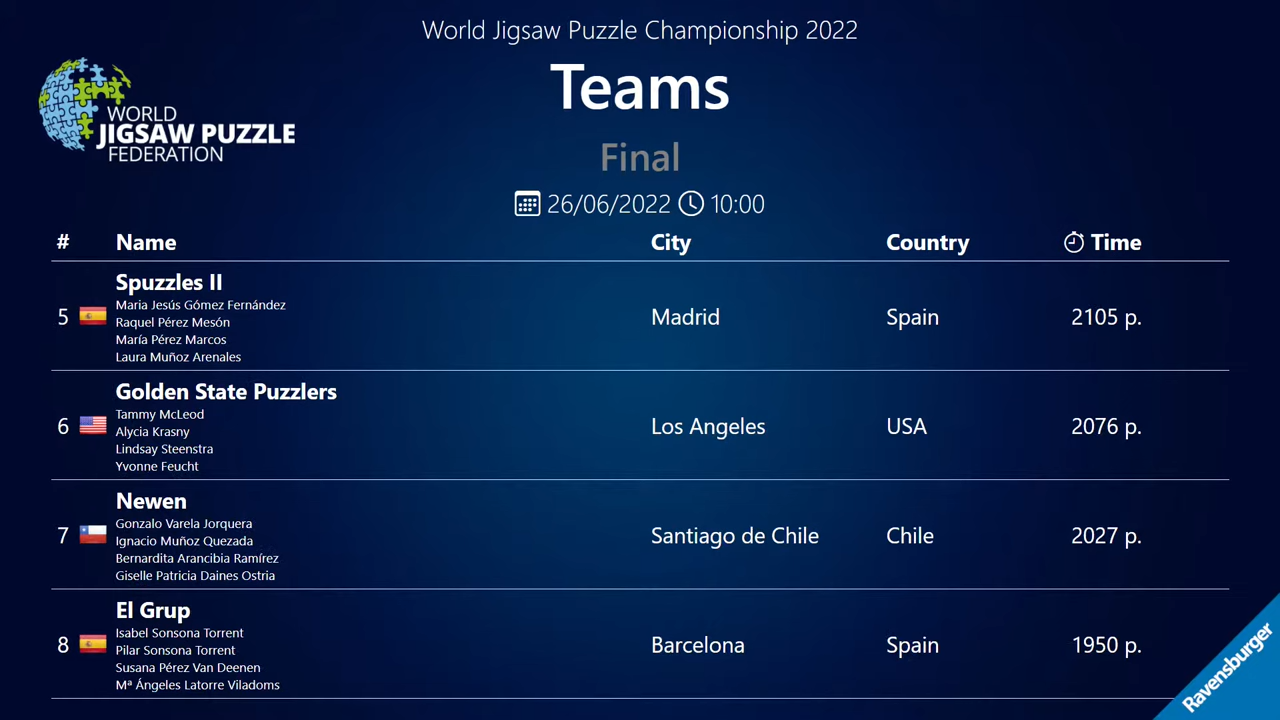 World Jigsaw Puzzle Championship 2022
Teams
Final
26/06/2022 10:00
WORLD
JIGSAW PUZZLE
FEDERATION
# Name City Country Time
Spuzzles II
Maria Jesús Gómez Fernández
Raquel Pérez Mesón
María Pérez Marcos
Laura Muñoz Arenales
5 Madrid Spain 2105 p.
Golden State Puzzlers
Tammy McLeod
Alycia Krasny
Lindsay Steenstra
Yvonne Feucht
6 Los Angeles USA 2076 p.
Newen
Gonzalo Varela Jorquera
Ignacio Muñoz Quezada
Bernardita Arancibia Ramírez
Giselle Patricia Daines Ostria
7 Santiago de Chile Chile 2027 p.
El Grup
Isabel Sonsona Torrent
Pilar Sonsona Torrent
Susana Pérez Van Deenen
Mª Ángeles Latorre Viladoms
8 Barcelona Spain 1950 p.
Ravensburger